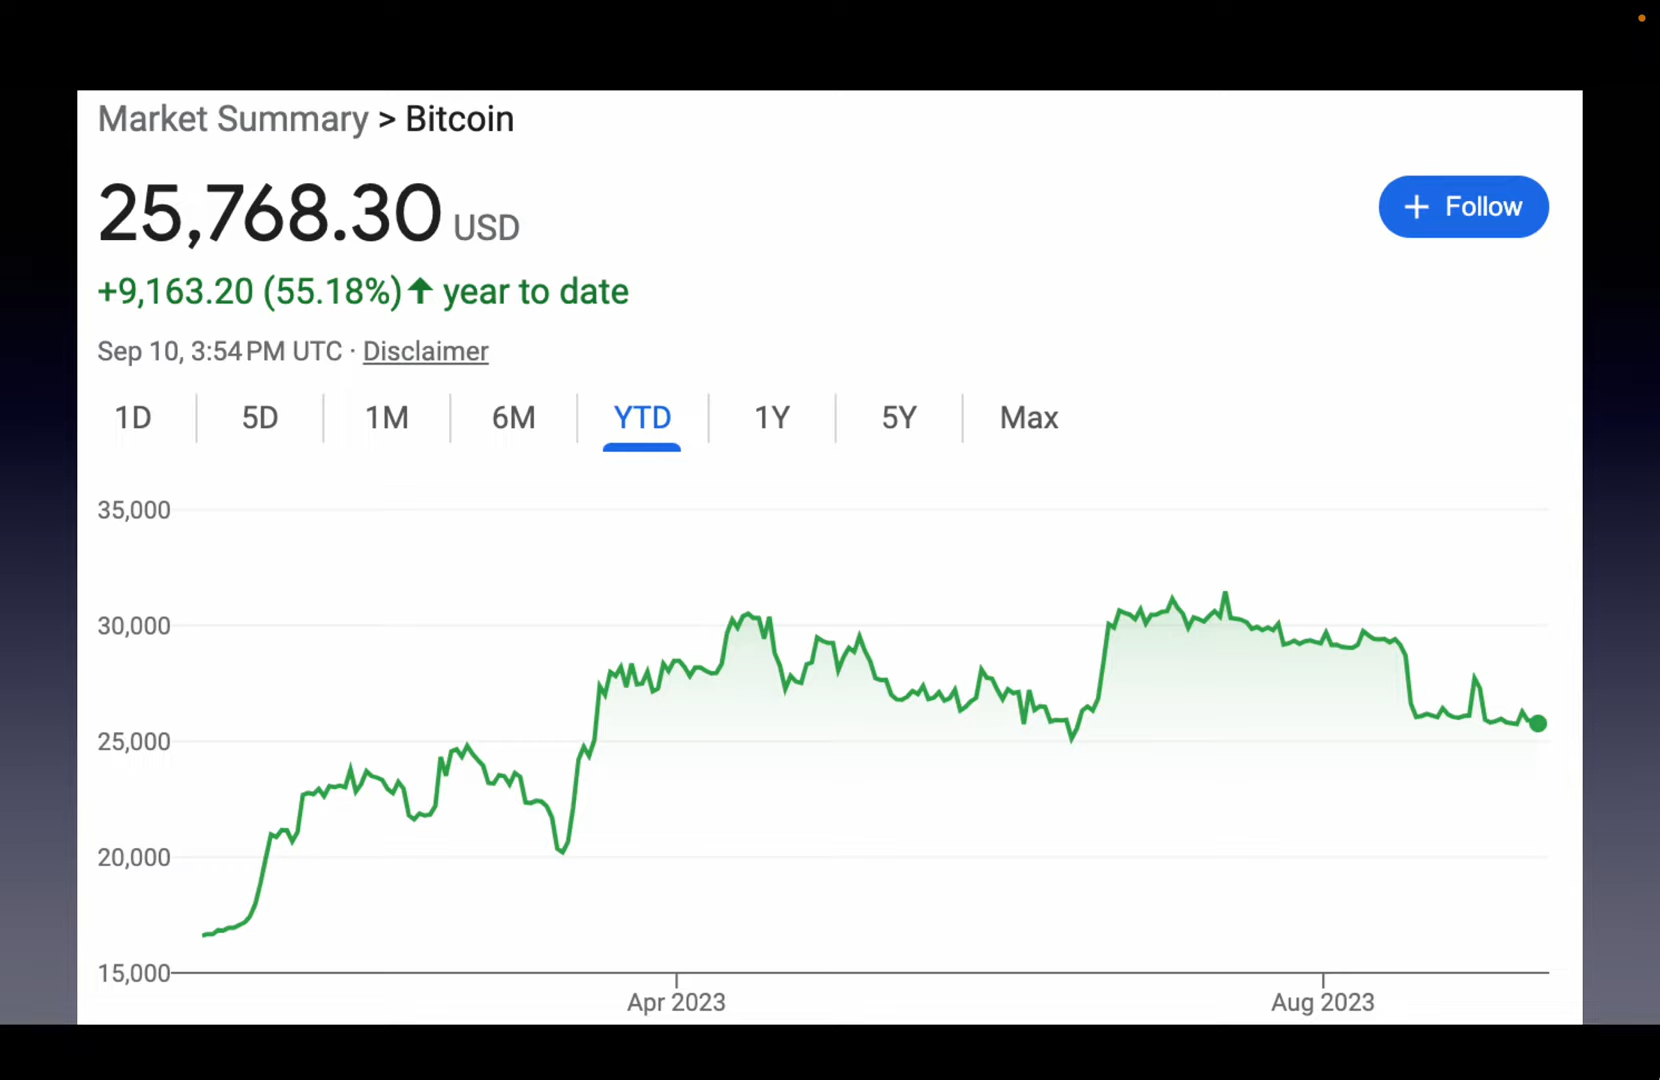 Market Summary > Bitcoin
25,768.30 USD
+ Follow
+9,163.20 (55.18%)↑ year to date
Sep 10, 3:54 PM UTC · Disclaimer
1D 5D 1M 6M YTD 1Y 5Y Max
35,000
30,000
25,000
20,000
15,000
Apr 2023 Aug 2023